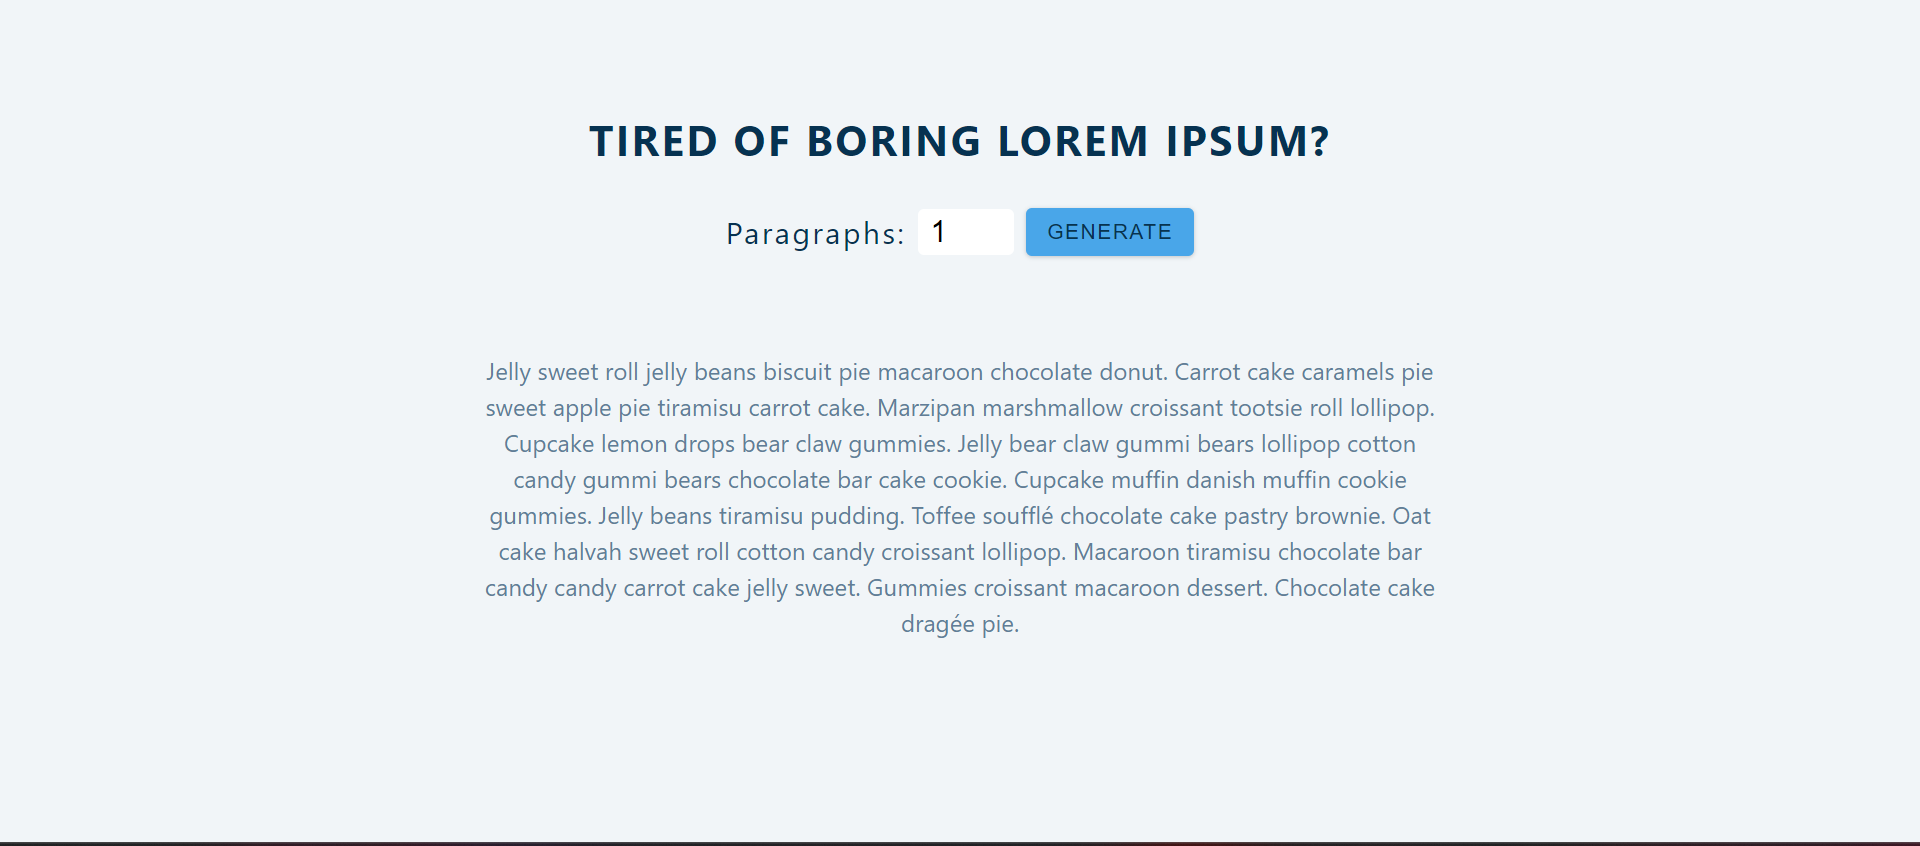 TIRED OF BORING LOREM IPSUM?
Paragraphs: 1 GENERATE
Jelly sweet roll jelly beans biscuit pie macaroon chocolate donut. Carrot cake caramels pie
sweet apple pie tiramisu carrot cake. Marzipan marshmallow croissant tootsie roll lollipop.
Cupcake lemon drops bear claw gummies. Jelly bear claw gummi bears lollipop cotton
candy gummi bears chocolate bar cake cookie. Cupcake muffin danish muffin cookie
gummies. Jelly beans tiramisu pudding. Toffee soufflé chocolate cake pastry brownie. Oat
cake halvah sweet roll cotton candy croissant lollipop. Macaroon tiramisu chocolate bar
candy candy carrot cake jelly sweet. Gummies croissant macaroon dessert. Chocolate cake
dragée pie.